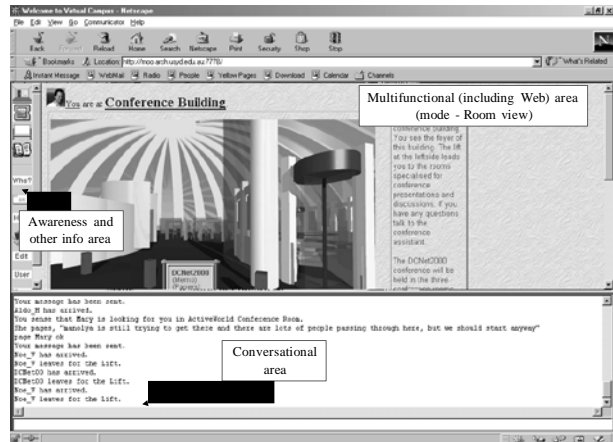 Welcome to Virtual Campus - Netscape
File Edit View Go Communicator Help
Back Forward Reload Home Search Netscape Print Security Shop Stop
Bookmarks Location: http://moo.arch.usyd.edu.au:7778/ What's Related
Instant Message WebMail Radio People Yellow Pages Download Calendar Channels
You are at Conference Building
Multifunctional (including Web) area
(mode - Room view)
conference building.
You see the foyer of
this building. The lift
at the leftside leads
you to the rooms
specialised for
conference
presentations and
discussions. If you
have any questions
talk to the
conference
assistant.
The DCNet2000
conference will be
held in the three
Who?
Awareness and
other info area
Edit
User
DCNet2000
Your message has been sent.
Aldo_M has arrived.
You sense that Mary is looking for you in ActiveWorld Conference Room.
She pages, "manolya is still trying to get there and there are lots of people passing through here, but we should start anyway"
page Mary ok
Your message has been sent.
Noe_V has arrived.
Noe_V leaves for the Lift.
DCNet00 has arrived.
DCNet00 leaves for the Lift.
Noe_V has arrived.
Noe_V leaves for the Lift.
Conversational
area